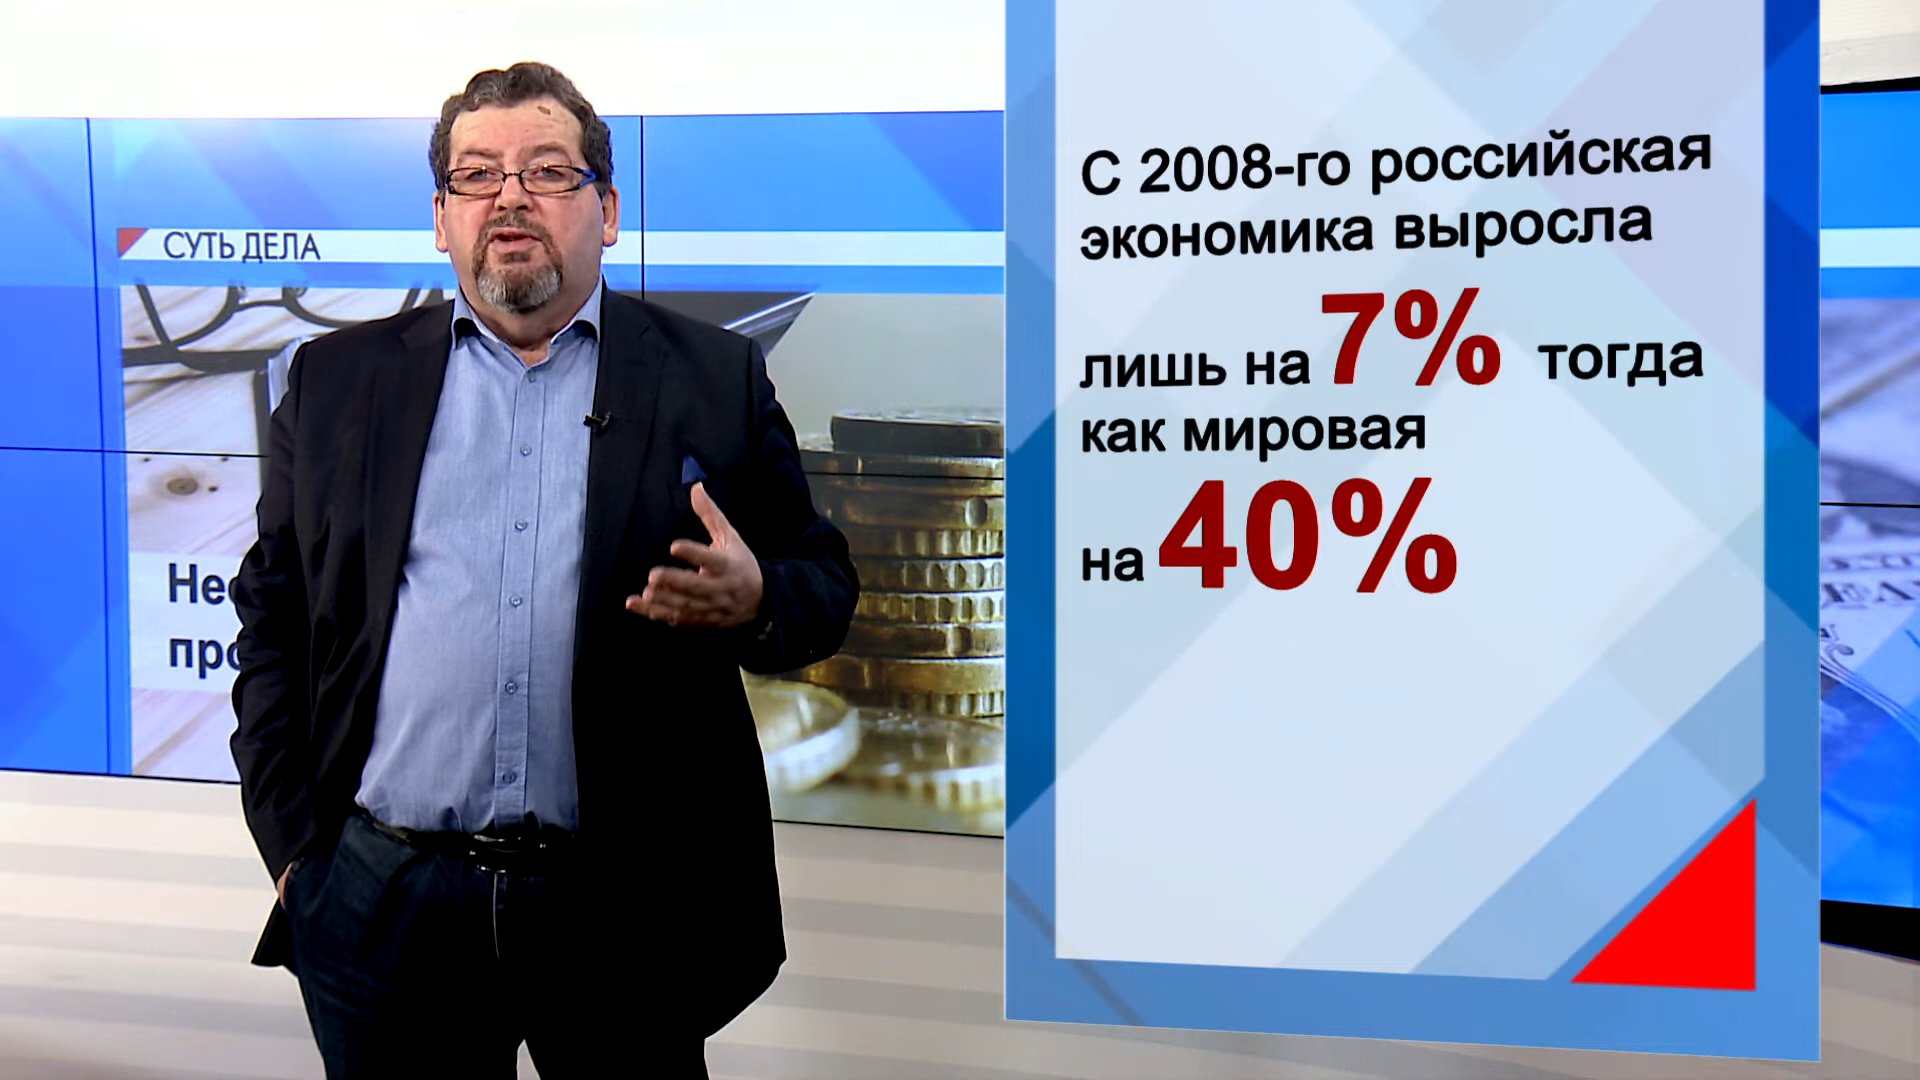 СУТЬ ДЕЛА
С 2008-го российская
экономика выросла
лишь на 7% тогда
как мировая
на 40%